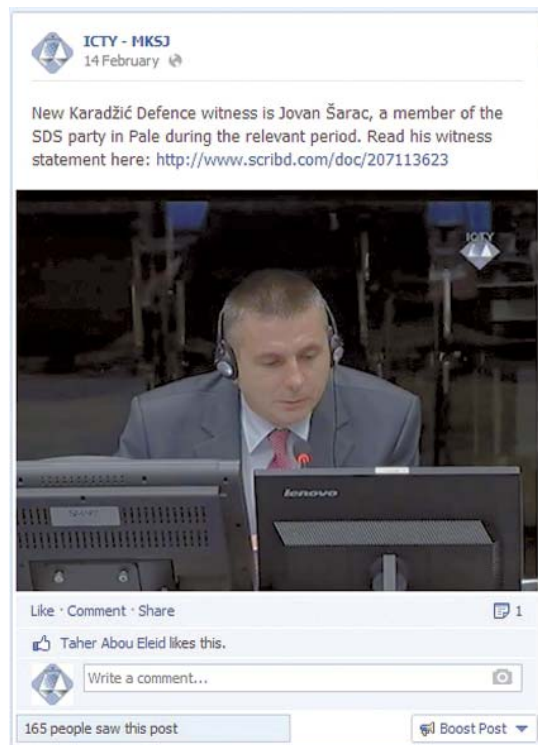 ICTY - MKSJ
14 February
New Karadžić Defence witness is Jovan Šarac, a member of the
SDS party in Pale during the relevant period. Read his witness
statement here: http://www.scribd.com/doc/207113623
ICTY
lenovo
Like · Comment · Share
1
Taher Abou Eleid likes this.
Write a comment...
165 people saw this post
Boost Post